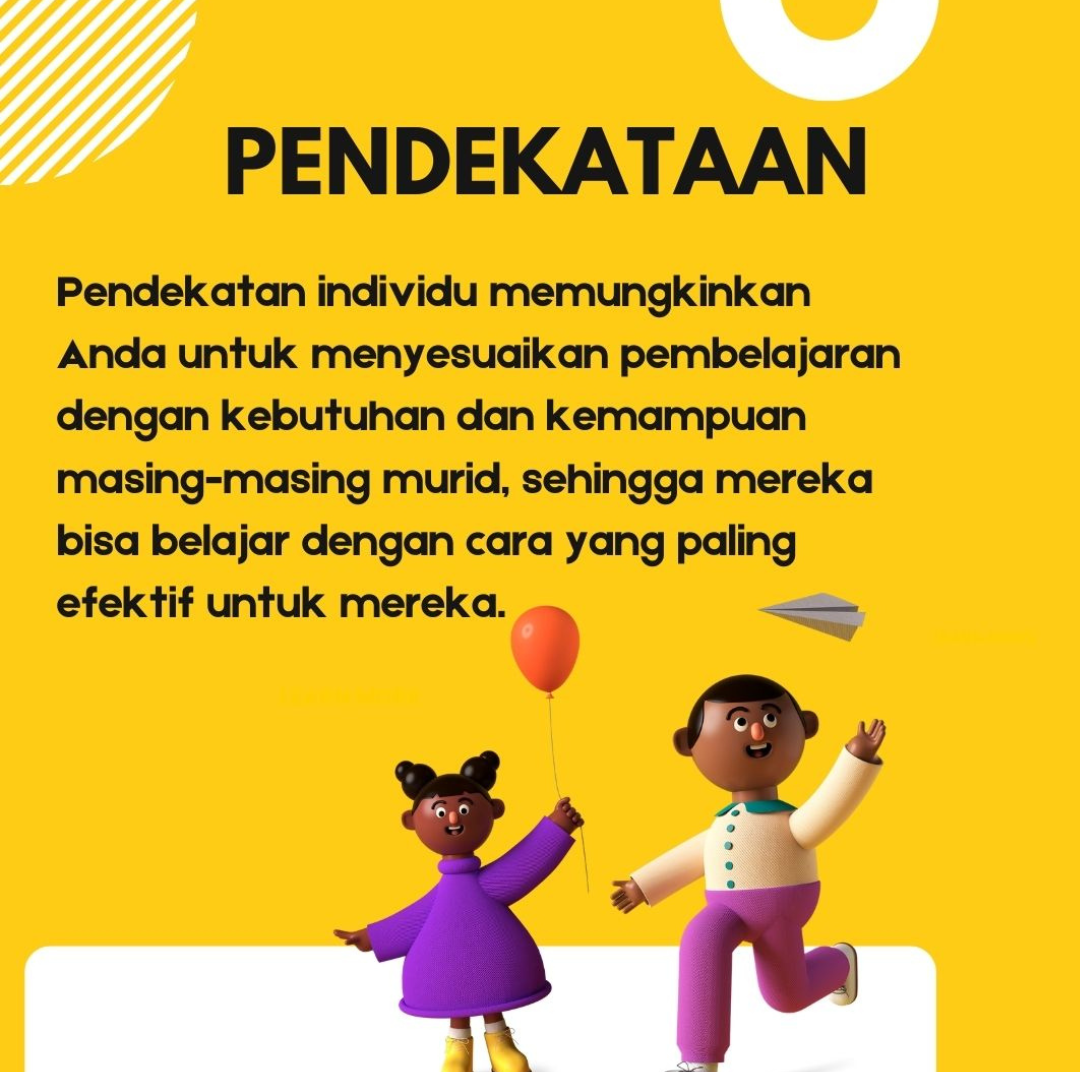 PENDEKATAAN
Pendekatan individu memungkinkan
Anda untuk menyesuaikan pembelajaran
dengan kebutuhan dan kemampuan
masing-masing murid, sehingga mereka
bisa belajar dengan cara yang paling
efektif untuk mereka.